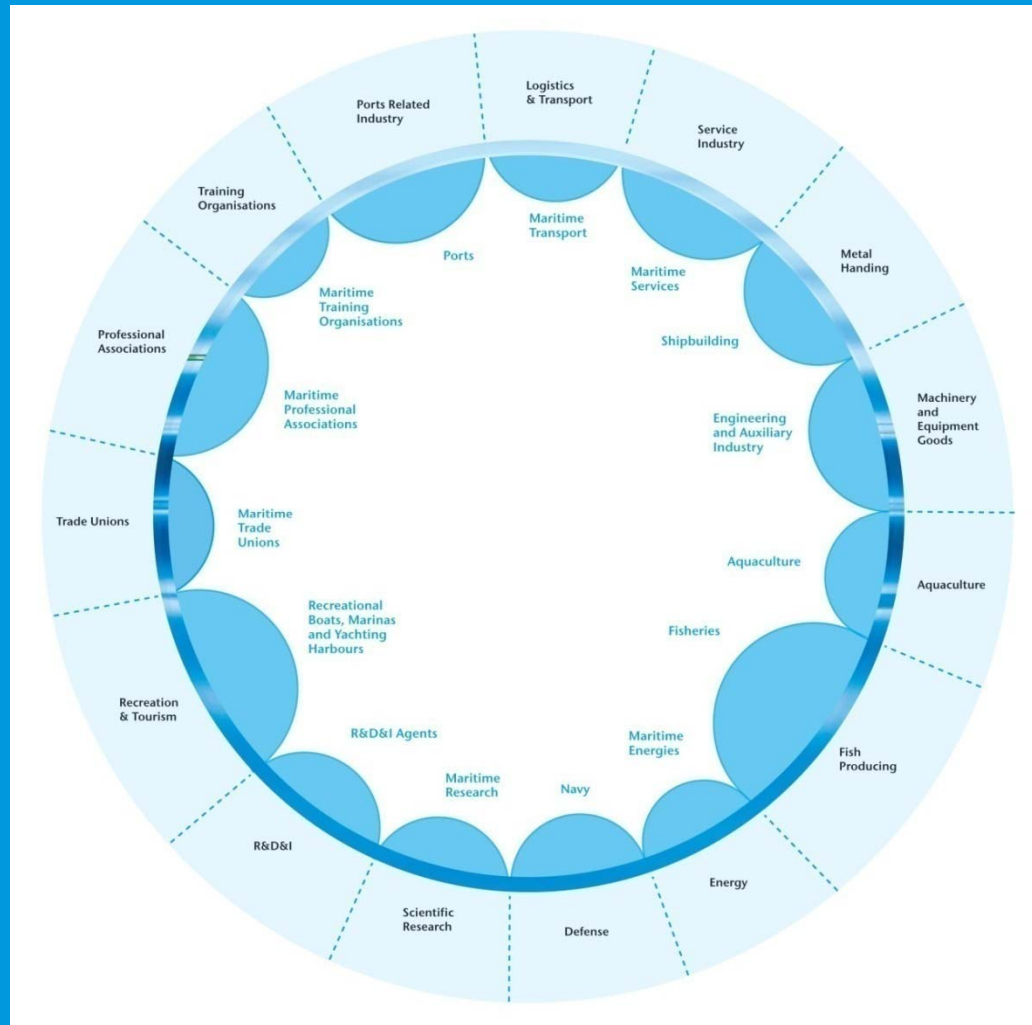 Logistics
& Transport
Service
Industry
Metal
Handing
Machinery
and
Equipment
Goods
Aquaculture
Fish
Producing
Energy
Defense
Scientific
Research
R&D&I
Recreation
& Tourism
Trade Unions
Professional
Associations
Training
Organisations
Ports Related
Industry
Maritime
Transport
Maritime
Services
Shipbuilding
Engineering
and Auxiliary
Industry
Aquaculture
Fisheries
Maritime
Energies
Navy
Maritime
Research
R&D&I Agents
Recreational
Boats, Marinas
and Yachting
Harbours
Maritime
Trade
Unions
Maritime
Professional
Associations
Maritime
Training
Organisations
Ports